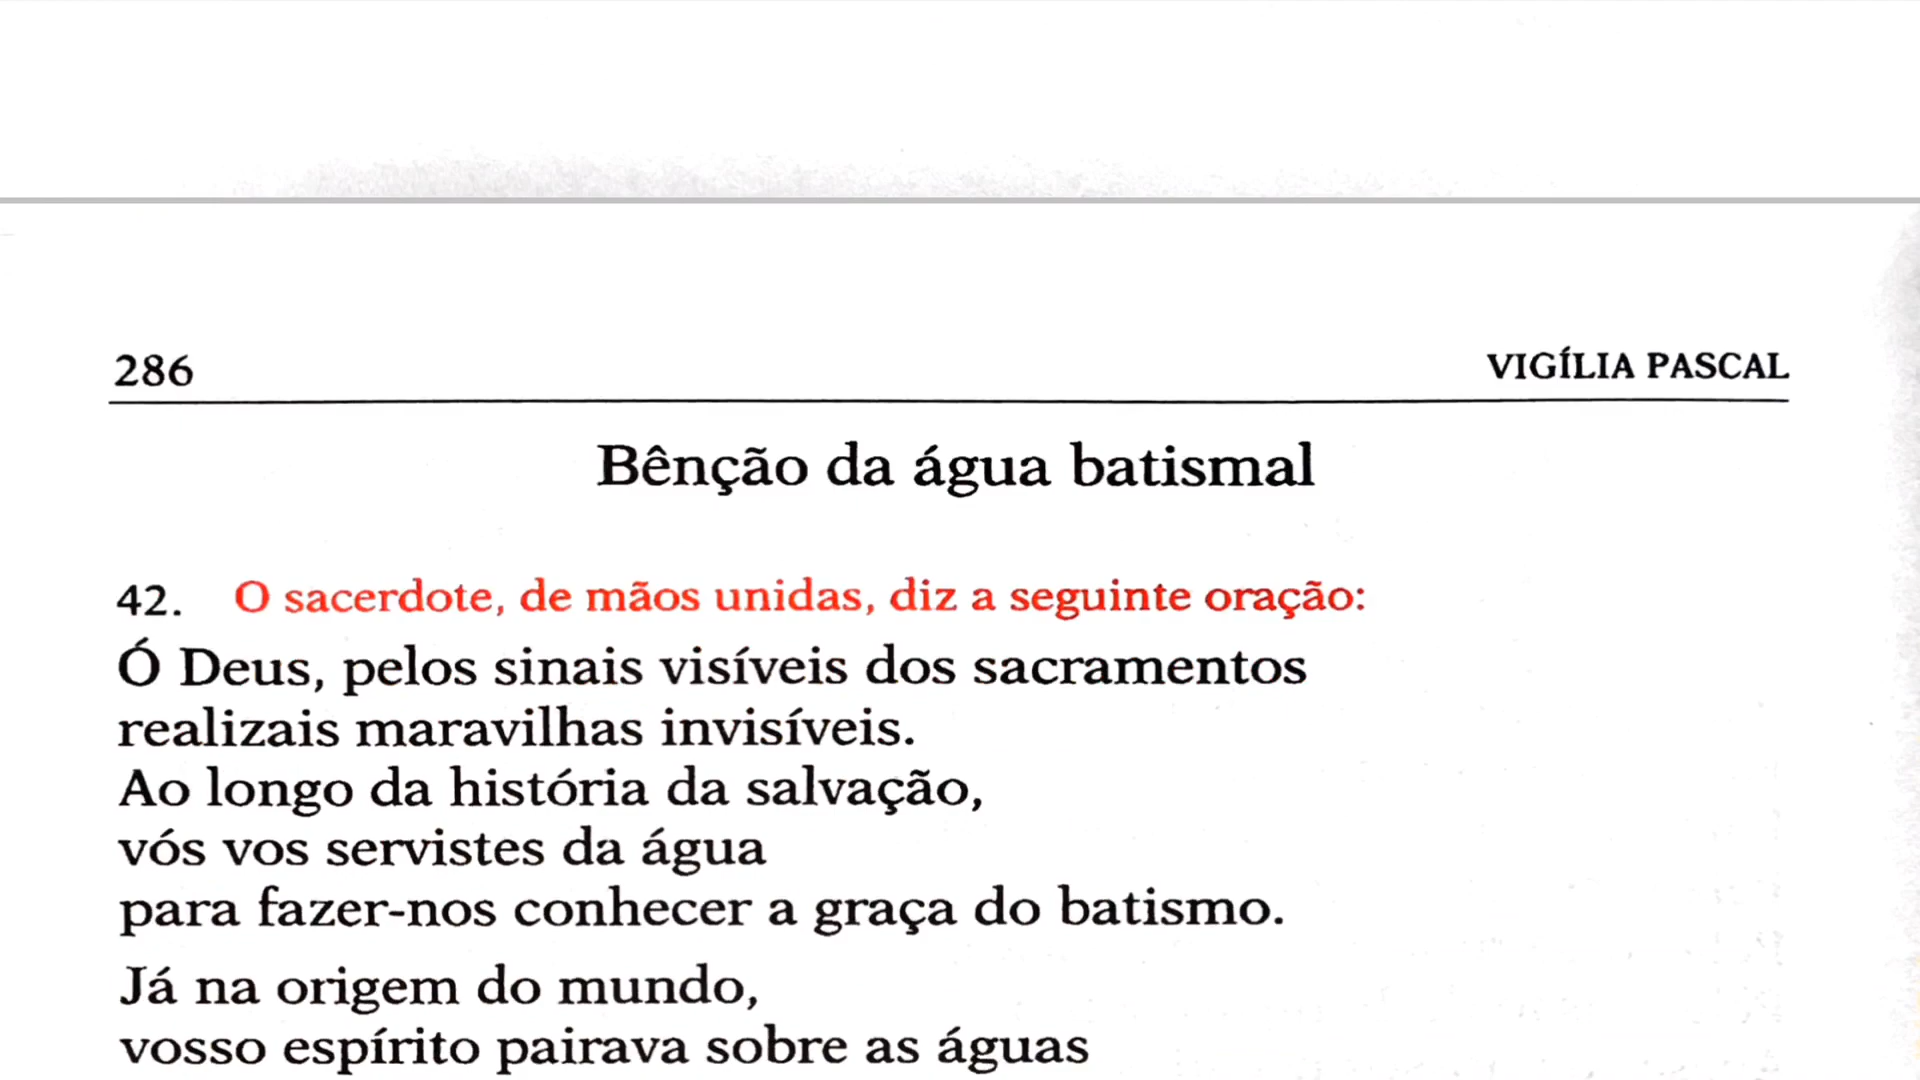 286 VIGÍLIA PASCAL
Bênção da água batismal
42. O sacerdote, de mãos unidas, diz a seguinte oração:
Ó Deus, pelos sinais visíveis dos sacramentos
realizais maravilhas invisíveis.
Ao longo da história da salvação,
vós vos servistes da água
para fazer-nos conhecer a graça do batismo.
Já na origem do mundo,
vosso espírito pairava sobre as águas